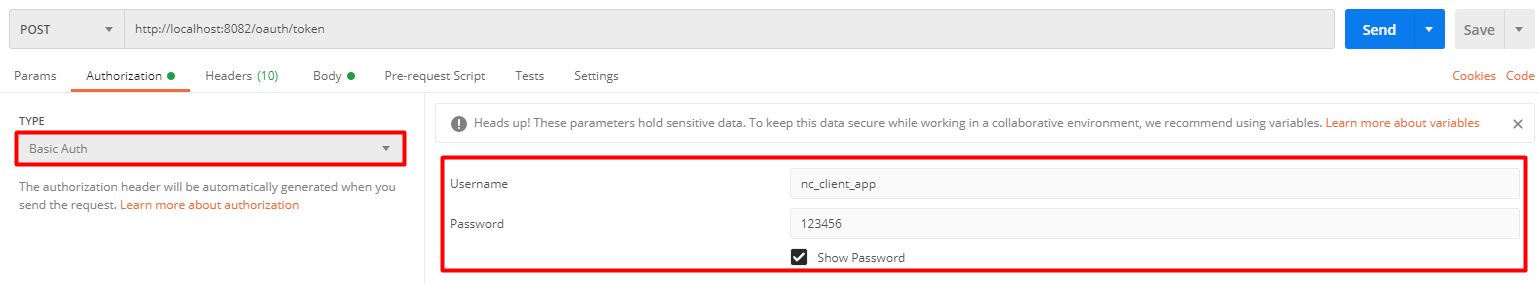 POST http://localhost:8082/oauth/token Send Save
Params Authorization Headers (10) Body Pre-request Script Tests Settings Cookies Code
TYPE
Basic Auth
The authorization header will be automatically generated when you
send the request. Learn more about authorization
Heads up! These parameters hold sensitive data. To keep this data secure while working in a collaborative environment, we recommend using variables. Learn more about variables
Username nc_client_app
Password 123456
Show Password